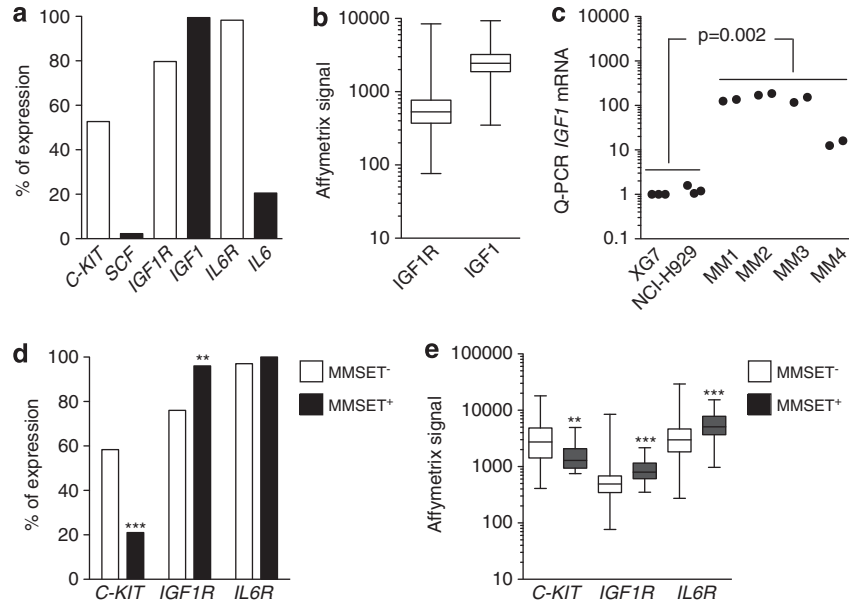 a
% of expression
100
80
60
40
20
0
C-KIT
SCF
IGF1R
IGF1
IL6R
IL6
b
Affymetrix signal
10000
1000
100
10
IGF1R
IGF1
c
Q-PCR IGF1 mRNA
10000
1000
100
10
1
0.1
p=0.002
XG7
NCI-H929
MM1
MM2
MM3
MM4
d
% of expression
100
80
60
40
20
0
***
**
C-KIT
IGF1R
IL6R
MMSET-
MMSET+
e
Affymetrix signal
100000
10000
1000
100
10
**
***
***
C-KIT
IGF1R
IL6R
MMSET-
MMSET+